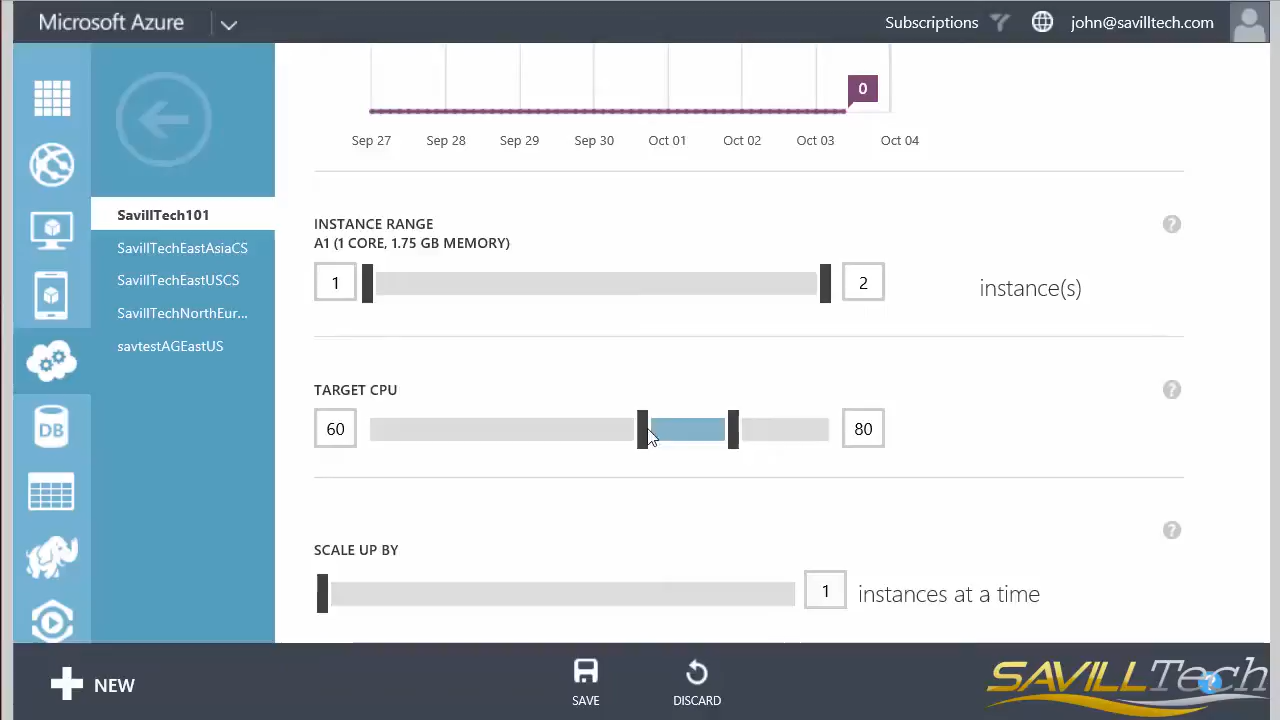 Microsoft Azure
Subscriptions
john@savilltech.com
0
Sep 27 Sep 28 Sep 29 Sep 30 Oct 01 Oct 02 Oct 03 Oct 04
SavillTech101
SavillTechEastAsiaCS
SavillTechEastUSCS
SavillTechNorthEur...
savtestAGEastUS
DB
INSTANCE RANGE
A1 (1 CORE, 1.75 GB MEMORY)
?
1
2
instance(s)
TARGET CPU
?
60
80
?
SCALE UP BY
1
instances at a time
NEW
SAVE
DISCARD
SAVILLTech
?